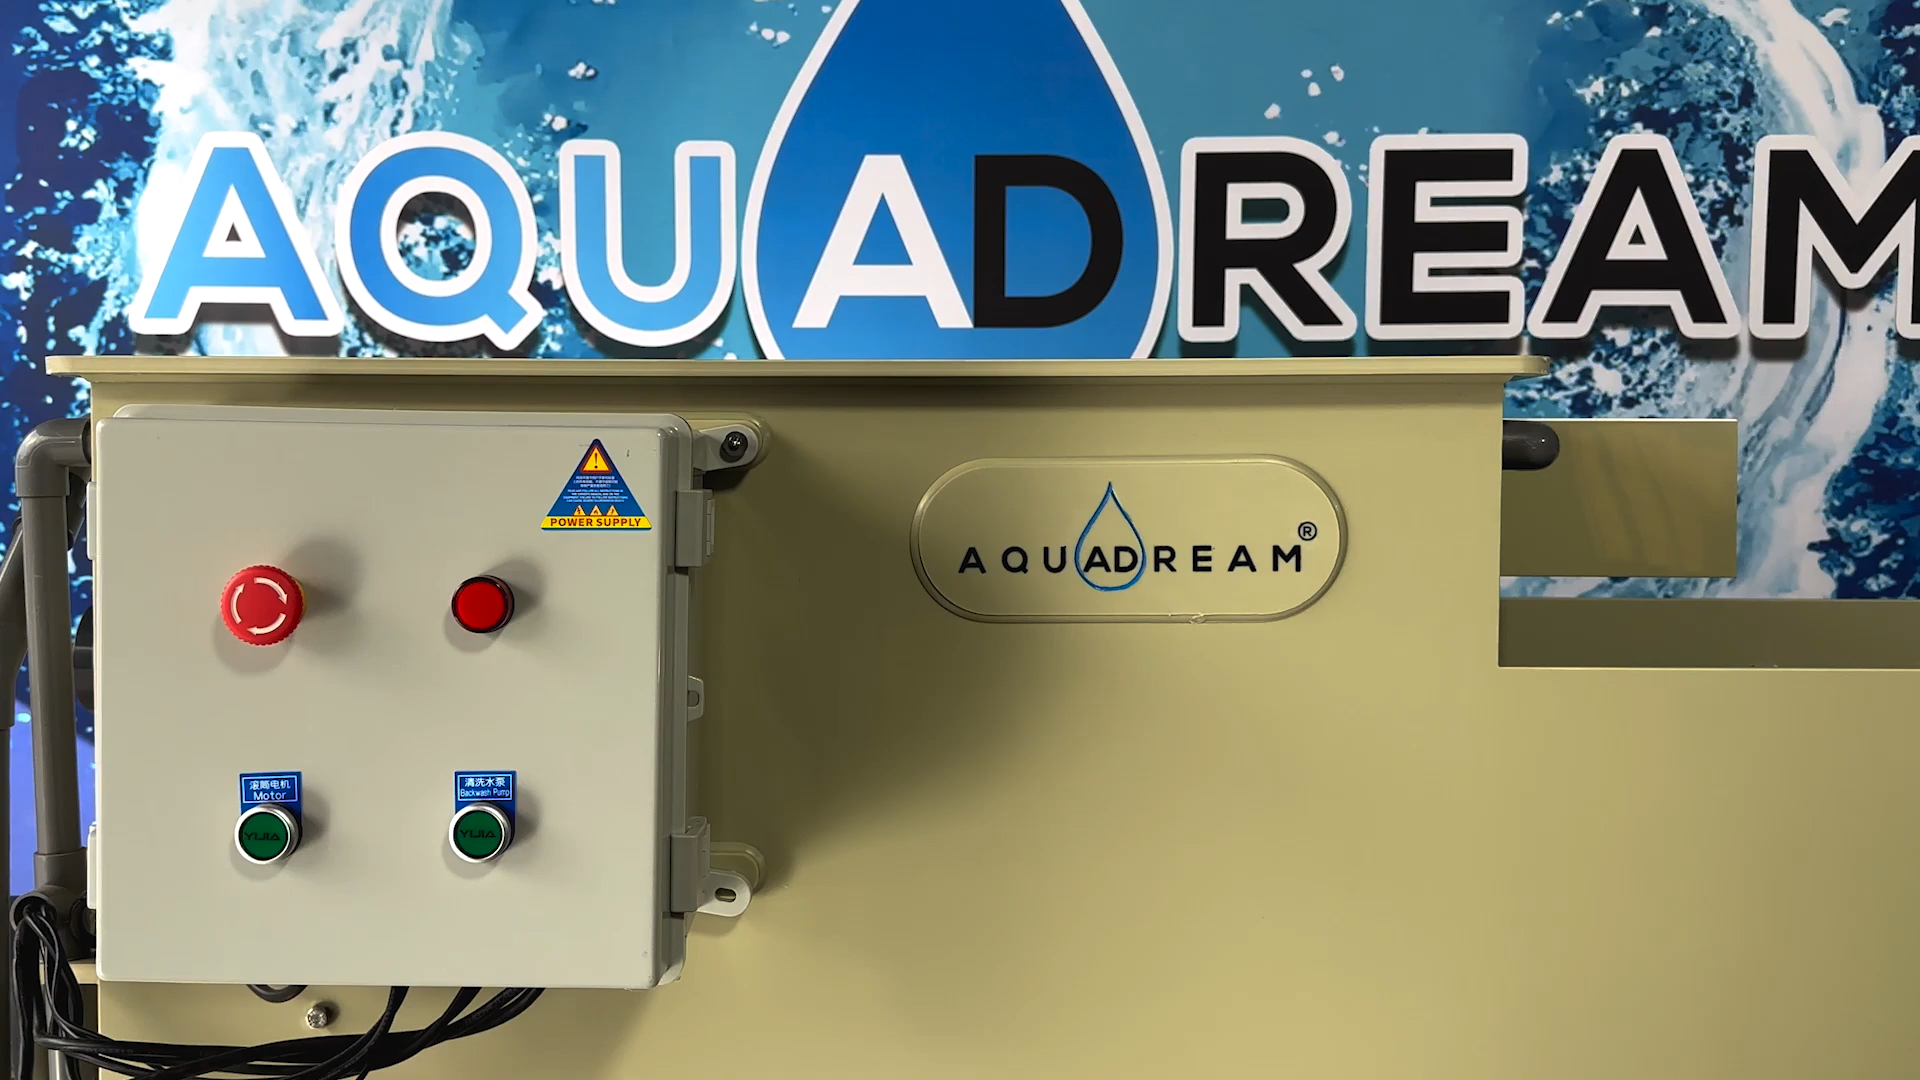 AQUADREAM
POWER SUPPLY
AQUADREAM®
滚筒电机
Motor
清洗水泵
Backwash Pump
YIJIA
YIJIA